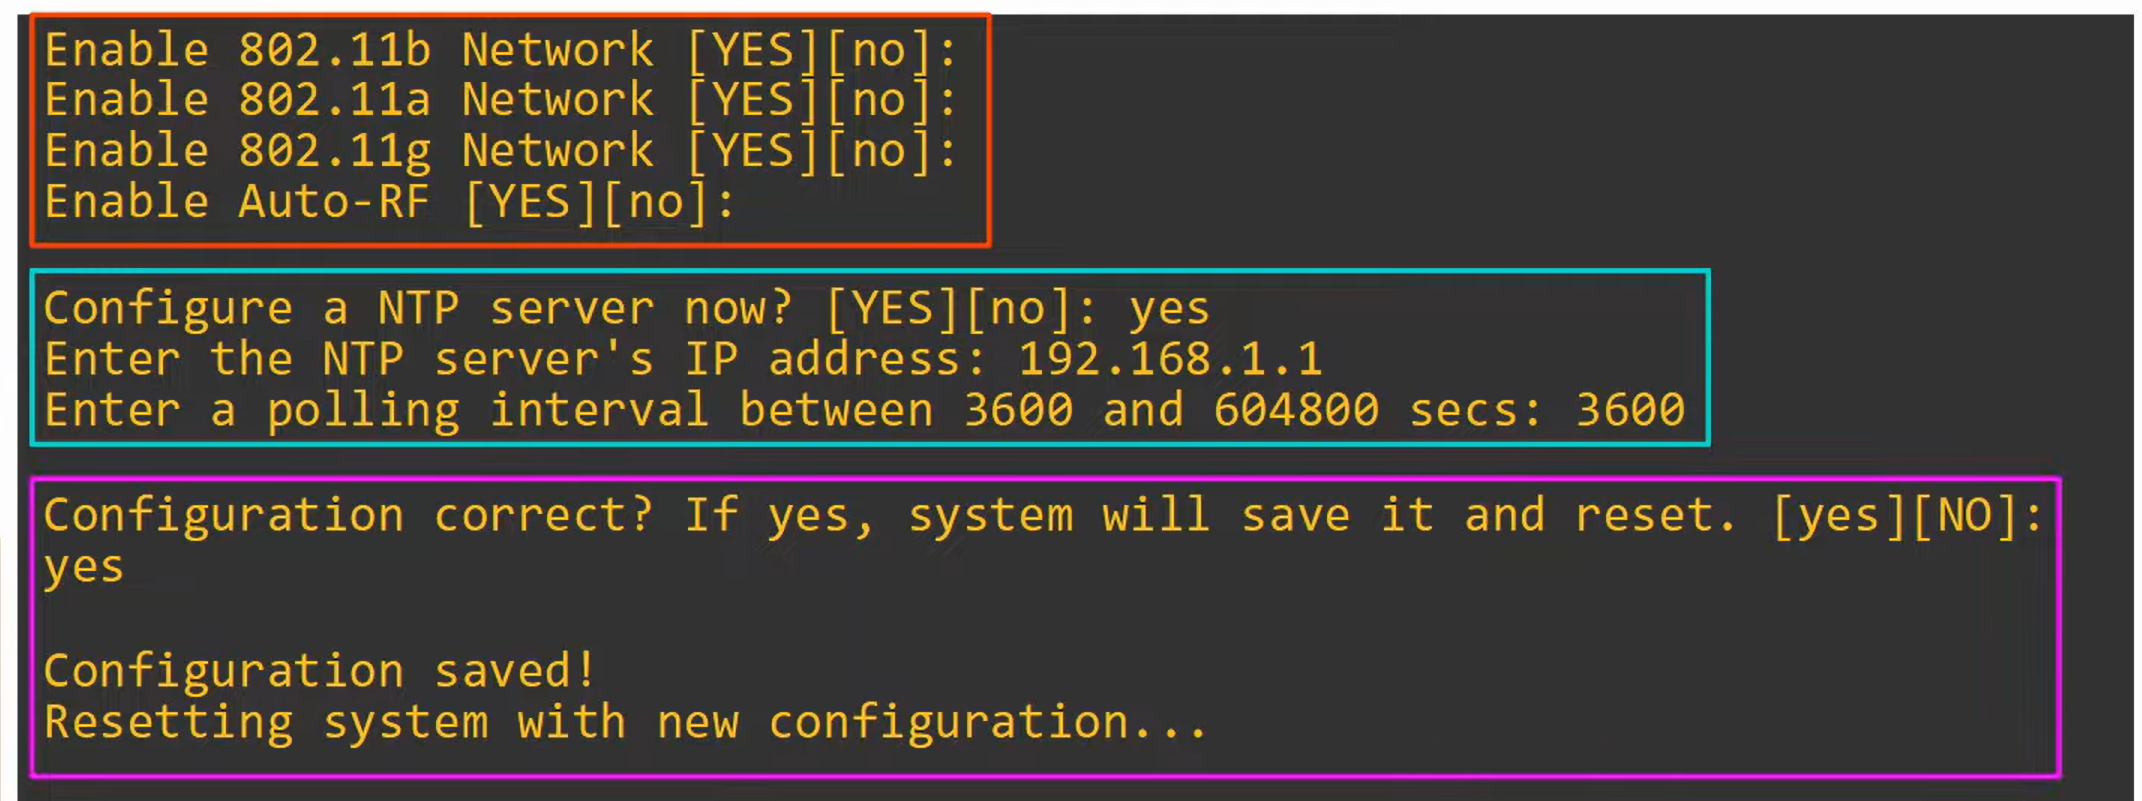 Enable 802.11b Network [YES][no]:
Enable 802.11a Network [YES][no]:
Enable 802.11g Network [YES][no]:
Enable Auto-RF [YES][no]:
Configure a NTP server now? [YES][no]: yes
Enter the NTP server's IP address: 192.168.1.1
Enter a polling interval between 3600 and 604800 secs: 3600
Configuration correct? If yes, system will save it and reset. [yes][NO]:
yes
Configuration saved!
Resetting system with new configuration...